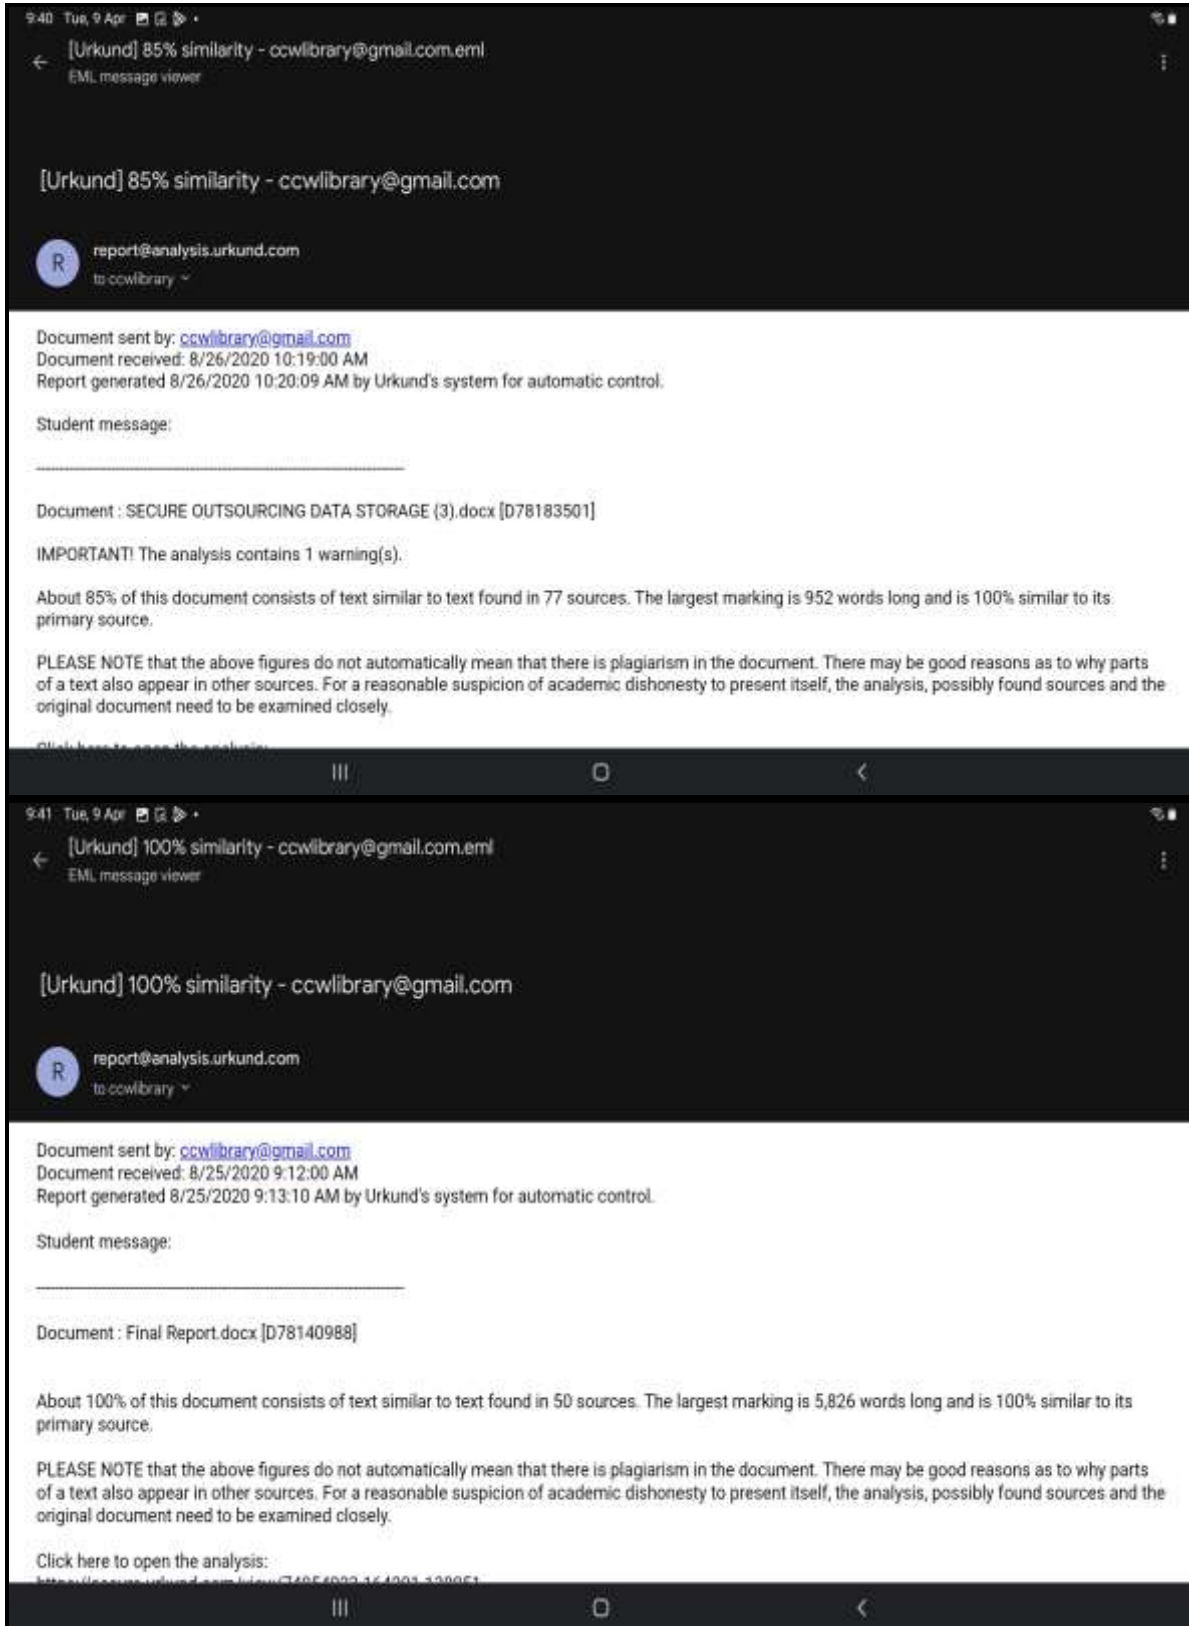 9:40 Tue, 9 Apr
[Urkund] 85% similarity - ccwlibrary@gmail.com.eml
EML message viewer
[Urkund] 85% similarity - ccwlibrary@gmail.com
R
report@analysis.urkund.com
to ccwlibrary
Document sent by: ccwlibrary@gmail.com
Document received: 8/26/2020 10:19:00 AM
Report generated 8/26/2020 10:20:09 AM by Urkund's system for automatic control.
Student message:
Document : SECURE OUTSOURCING DATA STORAGE (3).docx [D78183501]
IMPORTANT! The analysis contains 1 warning(s).
About 85% of this document consists of text similar to text found in 77 sources. The largest marking is 952 words long and is 100% similar to its
primary source.
PLEASE NOTE that the above figures do not automatically mean that there is plagiarism in the document. There may be good reasons as to why parts
of a text also appear in other sources. For a reasonable suspicion of academic dishonesty to present itself, the analysis, possibly found sources and the
original document need to be examined closely.
Click here to open the analysis:
9:41 Tue, 9 Apr
[Urkund] 100% similarity - ccwlibrary@gmail.com.eml
EML message viewer
[Urkund] 100% similarity - ccwlibrary@gmail.com
R
report@analysis.urkund.com
to ccwlibrary
Document sent by: ccwlibrary@gmail.com
Document received: 8/25/2020 9:12:00 AM
Report generated 8/25/2020 9:13:10 AM by Urkund's system for automatic control.
Student message:
Document : Final Report.docx [D78140988]
About 100% of this document consists of text similar to text found in 50 sources. The largest marking is 5,826 words long and is 100% similar to its
primary source.
PLEASE NOTE that the above figures do not automatically mean that there is plagiarism in the document. There may be good reasons as to why parts
of a text also appear in other sources. For a reasonable suspicion of academic dishonesty to present itself, the analysis, possibly found sources and the
original document need to be examined closely.
Click here to open the analysis: